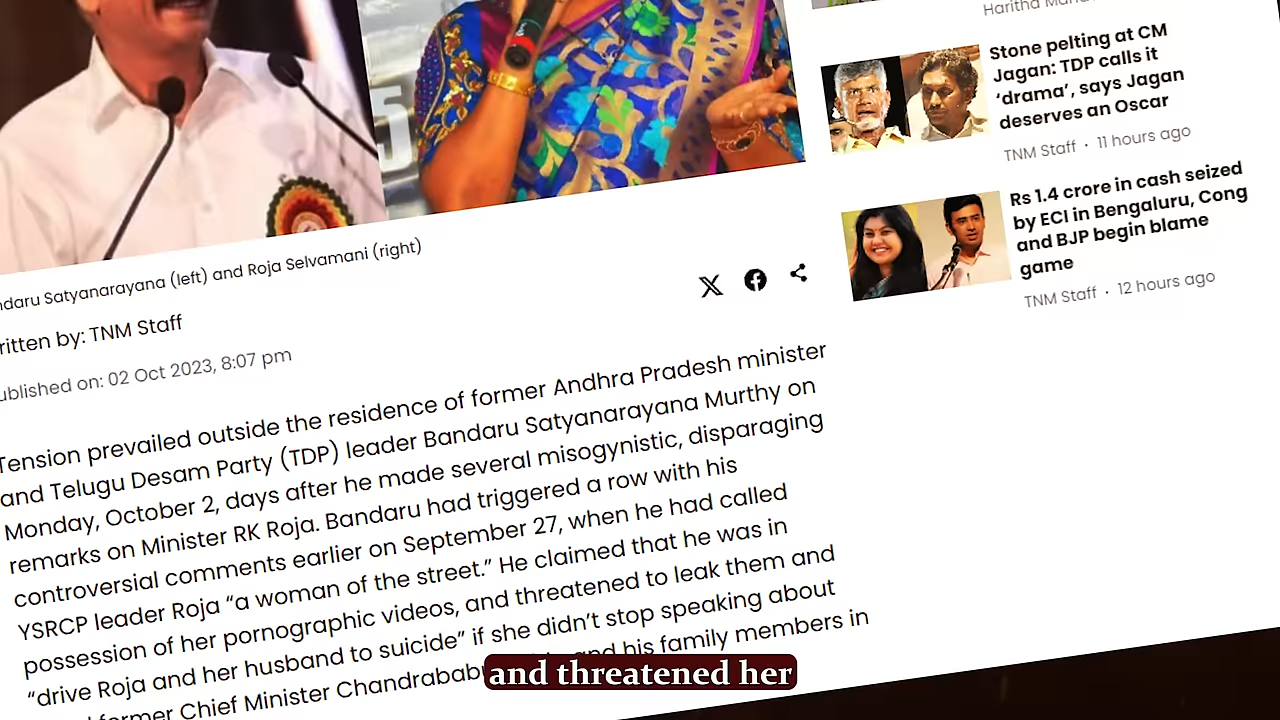 ndaru Satyanarayana (left) and Roja Selvamani (right)
ritten by: TNM Staff
ublished on: 02 Oct 2023, 8:07 pm
Tension prevailed outside the residence of former Andhra Pradesh minister
and Telugu Desam Party (TDP) leader Bandaru Satyanarayana Murthy on
Monday, October 2, days after he made several misogynistic, disparaging
remarks on Minister RK Roja. Bandaru had triggered a row with his
controversial comments earlier on September 27, when he had called
YSRCP leader Roja “a woman of the street.” He claimed that he was in
possession of her pornographic videos, and threatened to leak them and
“drive Roja and her husband to suicide” if she didn’t stop speaking about
former Chief Minister Chandrababu and his family members in
Haritha
Stone pelting at CM
Jagan: TDP calls it
‘drama’, says Jagan
deserves an Oscar
TNM Staff · 11 hours ago
Rs 1.4 crore in cash seized
by ECI in Bengaluru, Cong
and BJP begin blame
game
TNM Staff · 12 hours ago
and threatened her